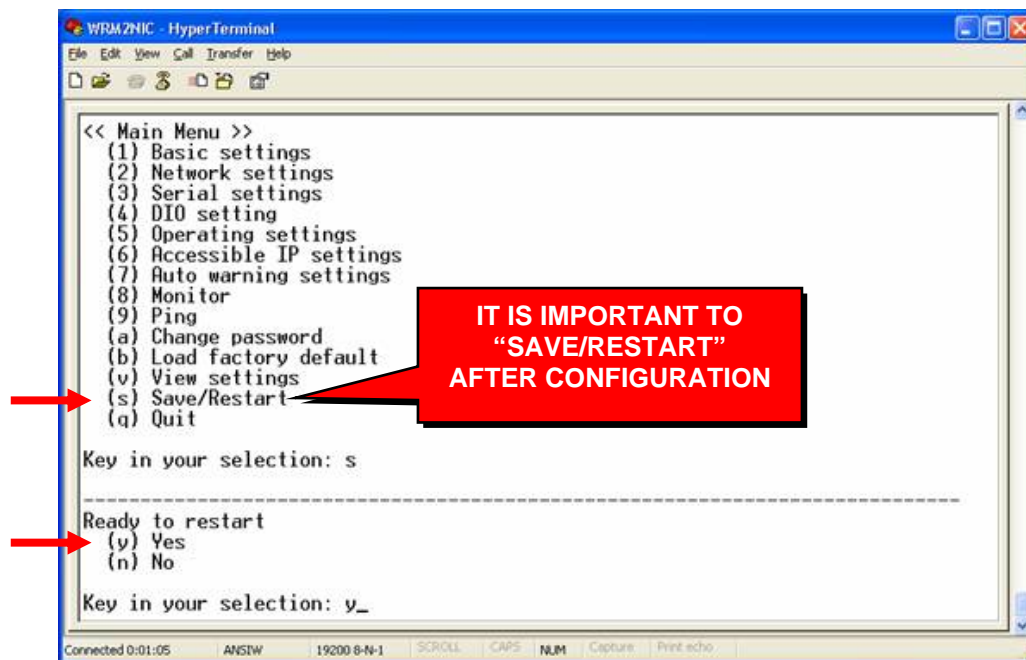 WRM2NIC - HyperTerminal
File Edit View Call Transfer Help
<< Main Menu >>
(1) Basic settings
(2) Network settings
(3) Serial settings
(4) DIO setting
(5) Operating settings
(6) Accessible IP settings
(7) Auto warning settings
(8) Monitor
(9) Ping
(a) Change password
(b) Load factory default
(v) View settings
(s) Save/Restart
(q) Quit
IT IS IMPORTANT TO
“SAVE/RESTART”
AFTER CONFIGURATION
Key in your selection: s
Ready to restart
(y) Yes
(n) No
Key in your selection: y_
Connected 0:01:05 ANSIW 19200 8-N-1 SCROLL CAPS NUM Capture Print echo